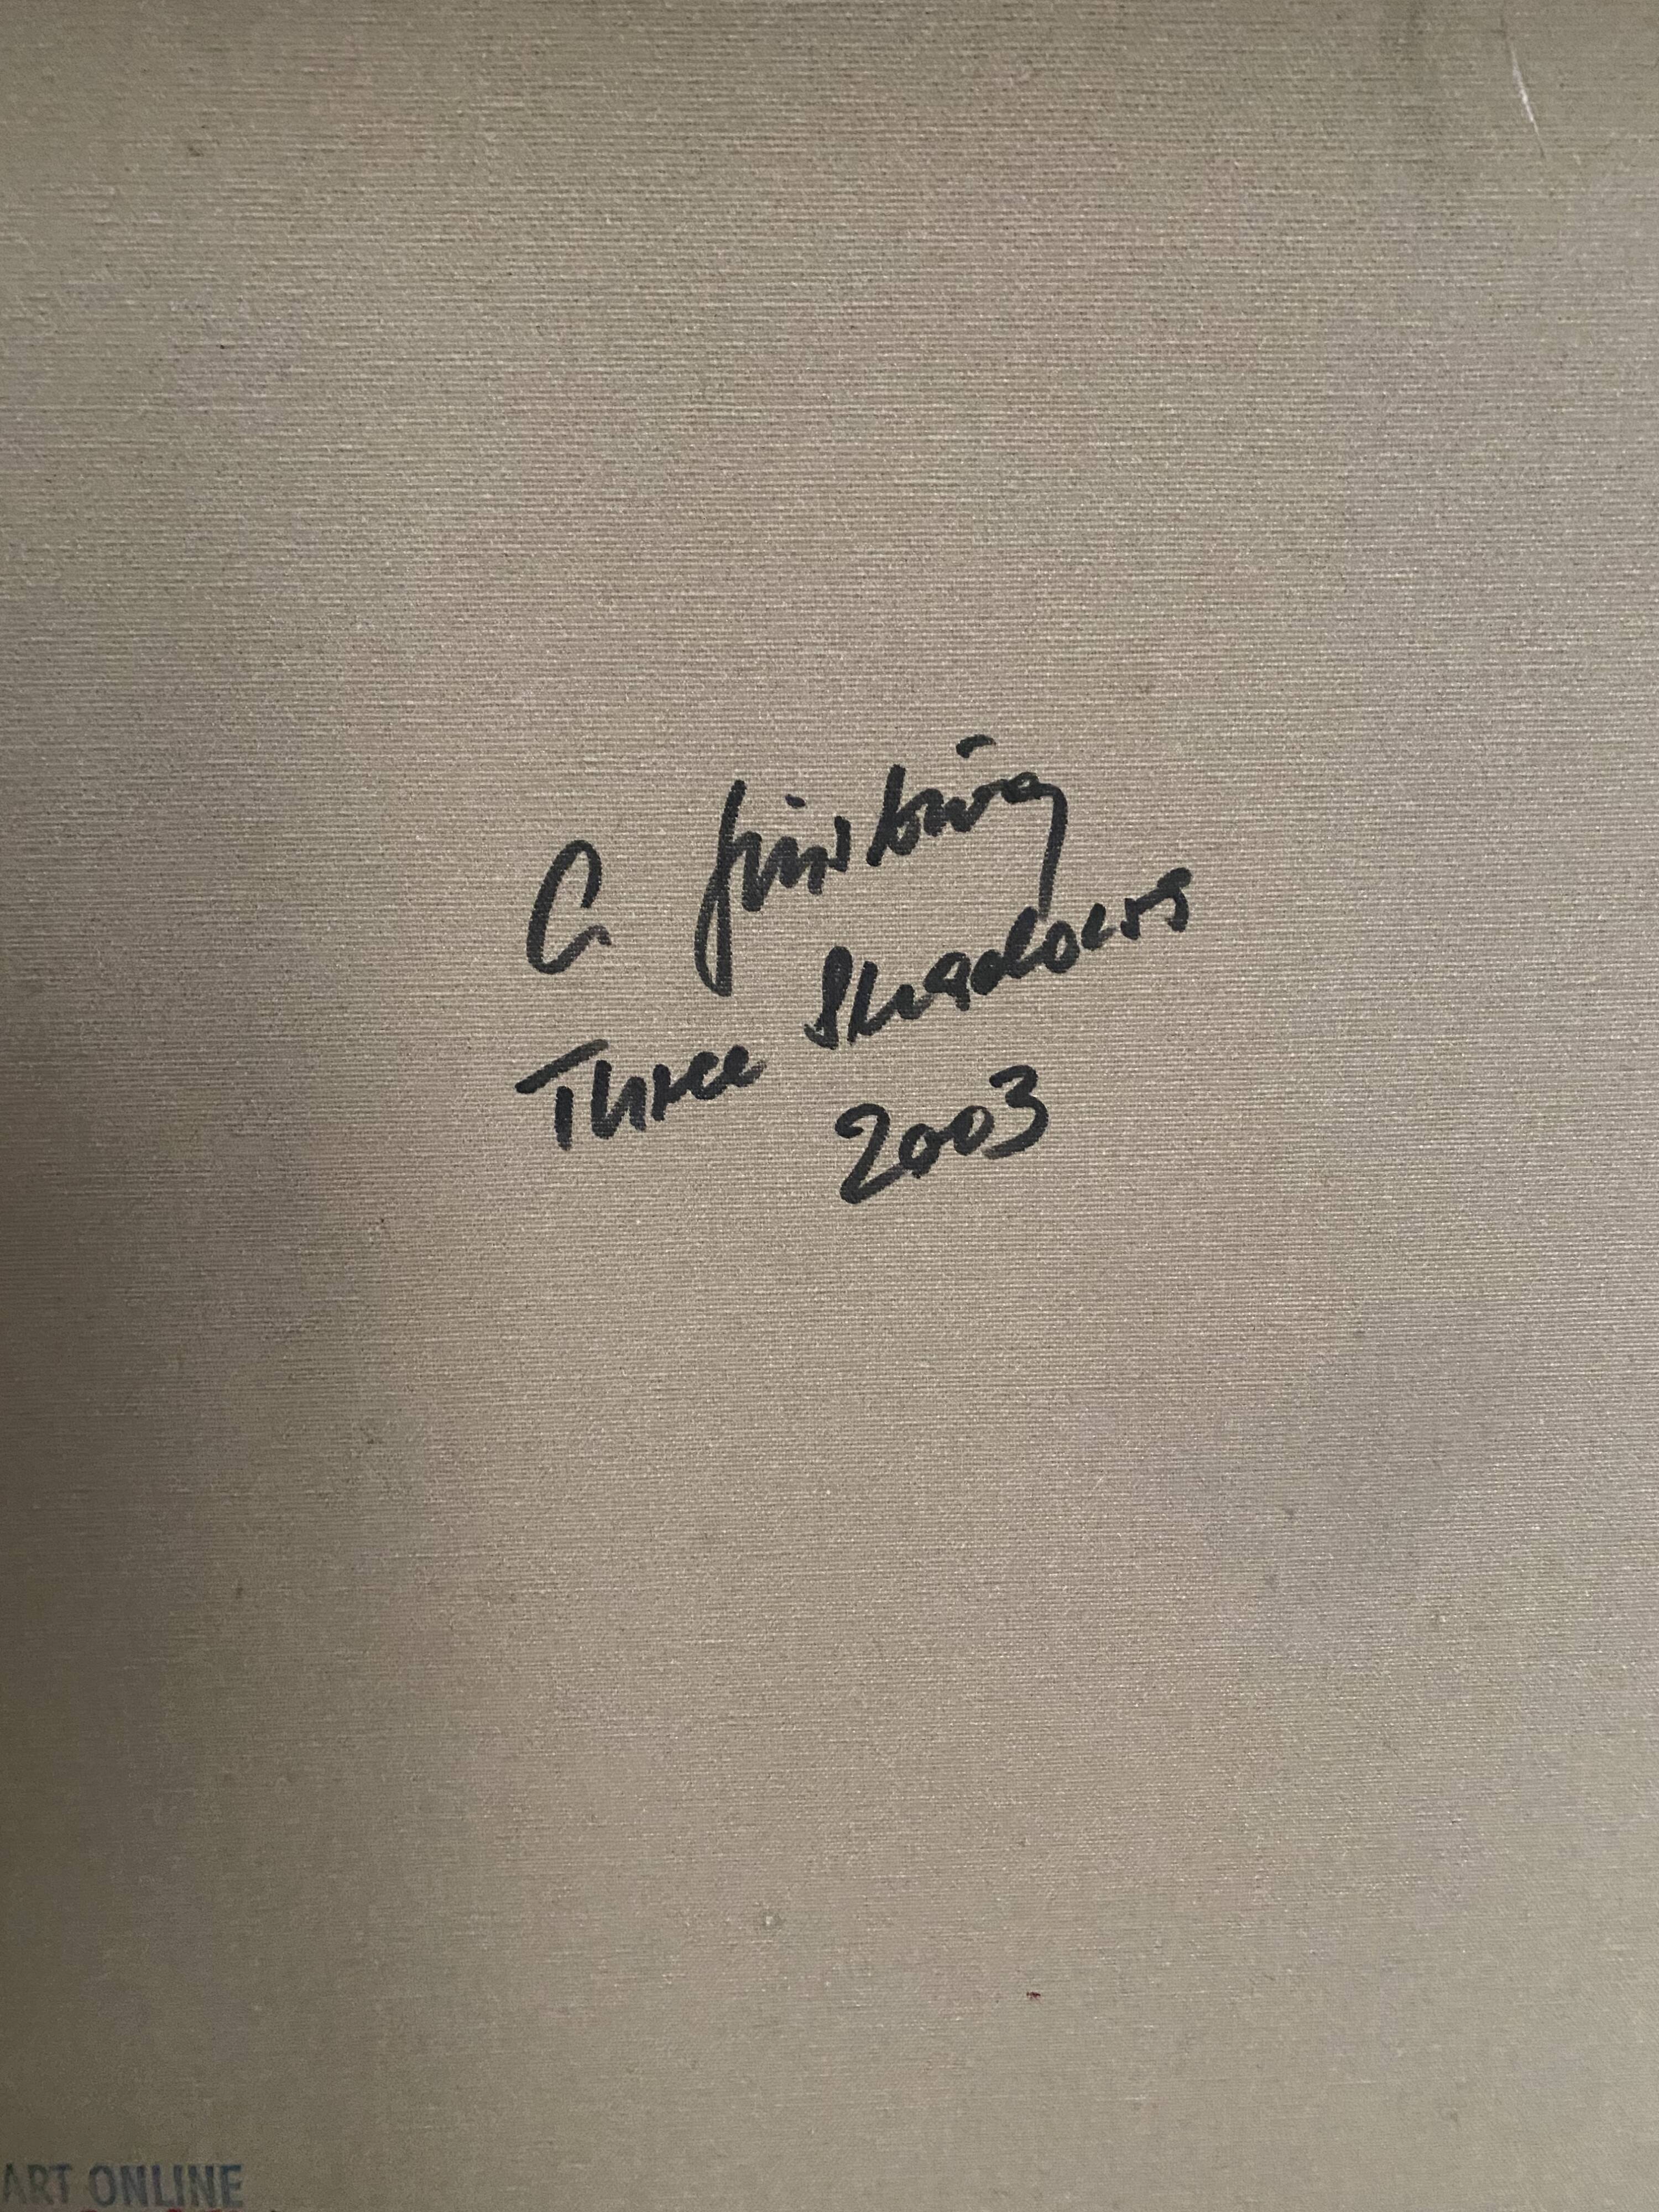 C
Three Shadows
2003
ART ONLINE